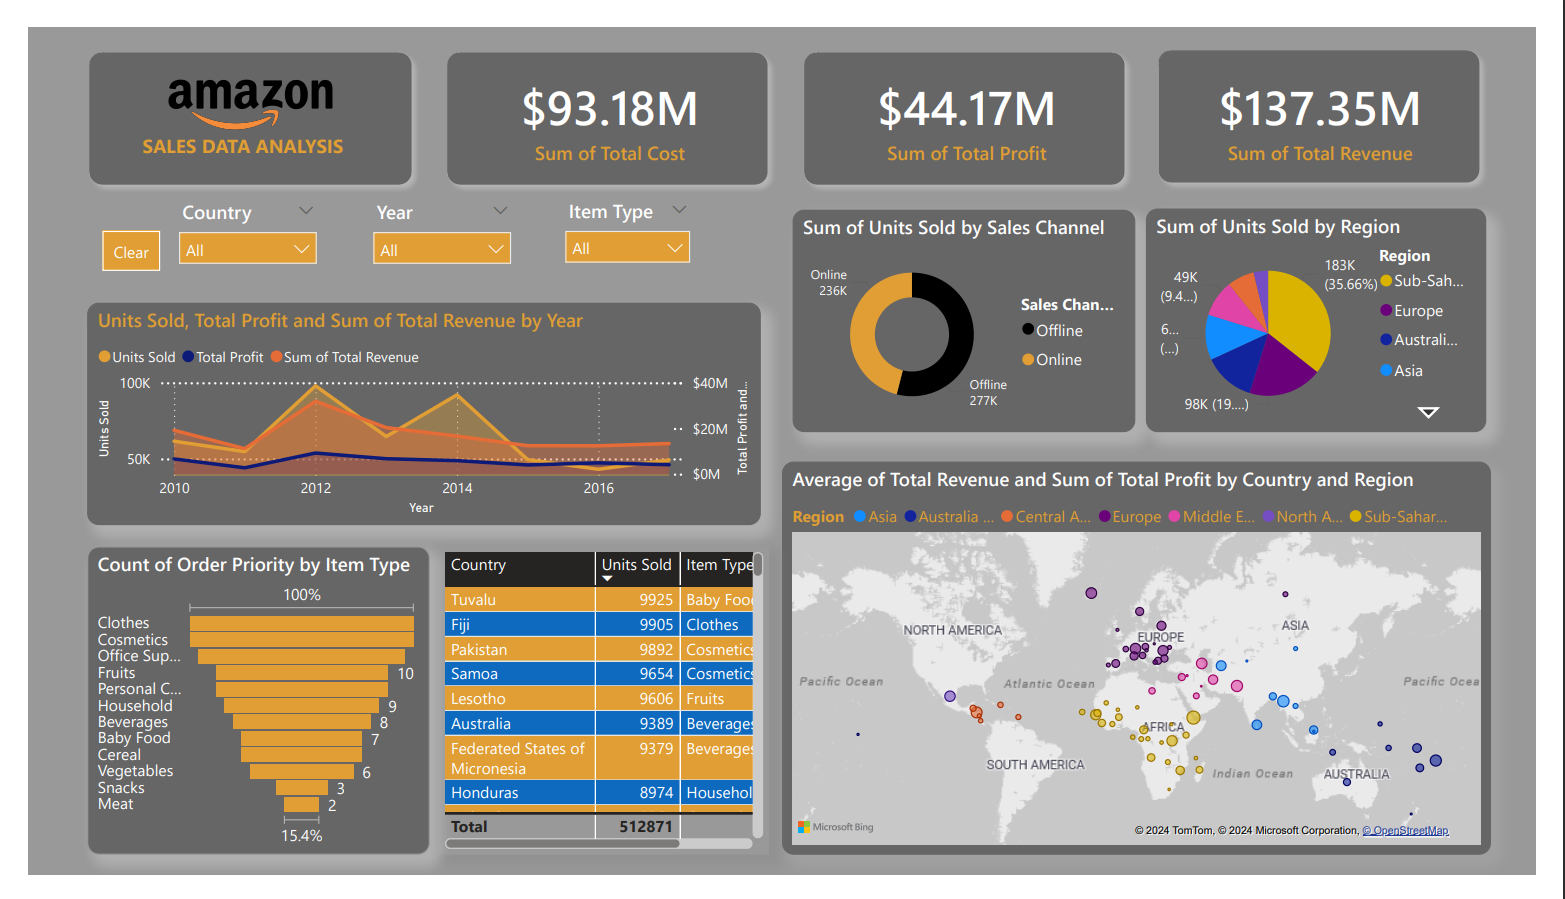 amazon
SALES DATA ANALYSIS
$93.18M
Sum of Total Cost
$44.17M
Sum of Total Profit
$137.35M
Sum of Total Revenue
Clear
Country
All
Year
All
Item Type
All
Units Sold, Total Profit and Sum of Total Revenue by Year
Units Sold Total Profit Sum of Total Revenue
100K
50K
Units Sold
$40M
$20M
$0M
Total Profit and...
2010 2012 2014 2016
Year
Sum of Units Sold by Sales Channel
Online
236K
Offline
277K
Sales Chan...
Offline
Online
Sum of Units Sold by Region
183K
(35.66%)
49K
(9.4...)
6...
(...)
98K (19....)
Region
Sub-Sah...
Europe
Australi...
Asia
Count of Order Priority by Item Type
100%
Clothes
Cosmetics
Office Sup...
Fruits 10
Personal C...
Household 9
Beverages 8
Baby Food 7
Cereal
Vegetables 6
Snacks 3
Meat 2
15.4%
Country Units Sold Item Type
Tuvalu 9925 Baby Food
Fiji 9905 Clothes
Pakistan 9892 Cosmetics
Samoa 9654 Cosmetics
Lesotho 9606 Fruits
Australia 9389 Beverages
Federated States of
Micronesia 9379 Beverages
Honduras 8974 Househol
Total 512871
Average of Total Revenue and Sum of Total Profit by Country and Region
Region Asia Australia ... Central A... Europe Middle E... North A... Sub-Sahar...
NORTH AMERICA
EUROPE
ASIA
Pacific Ocean
Atlantic Ocean
Pacific Ocea
AFRICA
SOUTH AMERICA
Indian Ocean
AUSTRALIA
Microsoft Bing
© 2024 TomTom, © 2024 Microsoft Corporation, © OpenStreetMap